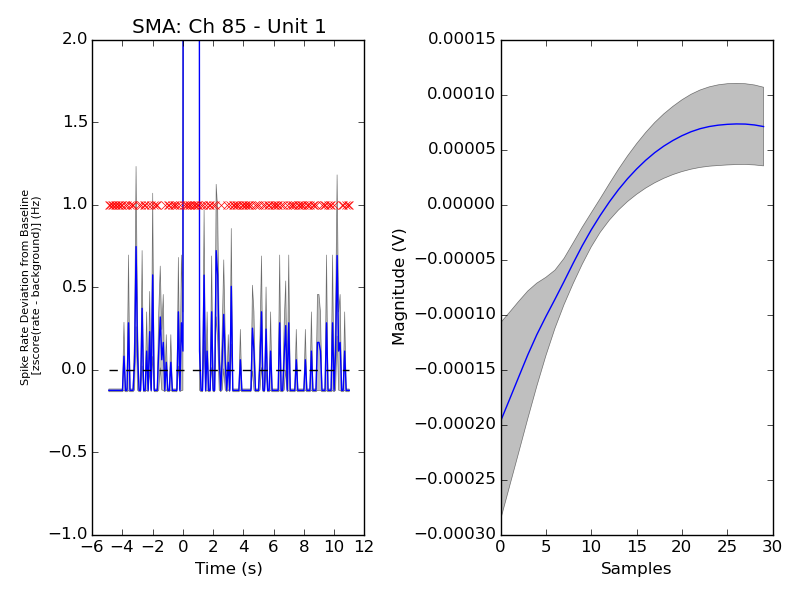 SMA: Ch 85 - Unit 1
Spike Rate Deviation from Baseline
[zscore(rate - background)] (Hz)
2.0
1.5
1.0
0.5
0.0
−0.5
−1.0
−6 −4 −2 0 2 4 6 8 10 12
Time (s)
Magnitude (V)
0.00015
0.00010
0.00005
0.00000
−0.00005
−0.00010
−0.00015
−0.00020
−0.00025
−0.00030
0 5 10 15 20 25 30
Samples